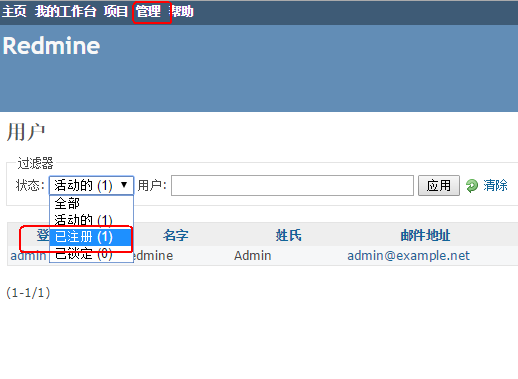 主页 我的工作台 项目 管理 帮助
Redmine
用户
过滤器
状态: 活动的 (1) 用户: 应用 清除
全部
活动的 (1)
已注册 (1)
已锁定 (0)
登 名字 姓氏 邮件地址
admin edmine Admin admin@example.net
(1-1/1)